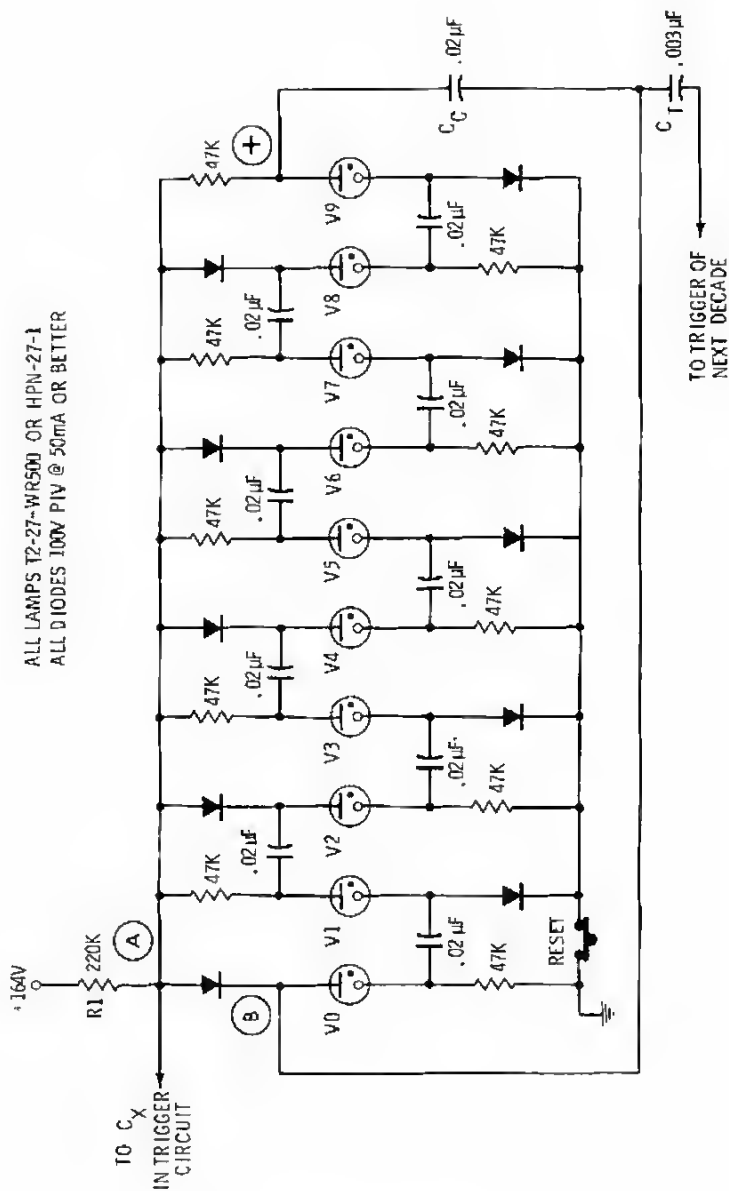 ALL LAMPS T2-27-WR500 OR HPN-27-1
ALL DIODES 100V PIV @ 50mA OR BETTER
+164V
R1 220K
A
TO CX
IN TRIGGER
CIRCUIT
B
47K
47K
47K
47K
47K
+
.02µF
.02µF
.02µF
.02µF
V0
V1
V2
V3
V4
V5
V6
V7
V8
V9
.02µF
.02µF
.02µF
.02µF
.02µF
47K
47K
47K
47K
47K
RESET
CC
.02µF
CT
.003µF
TO TRIGGER OF
NEXT DECADE